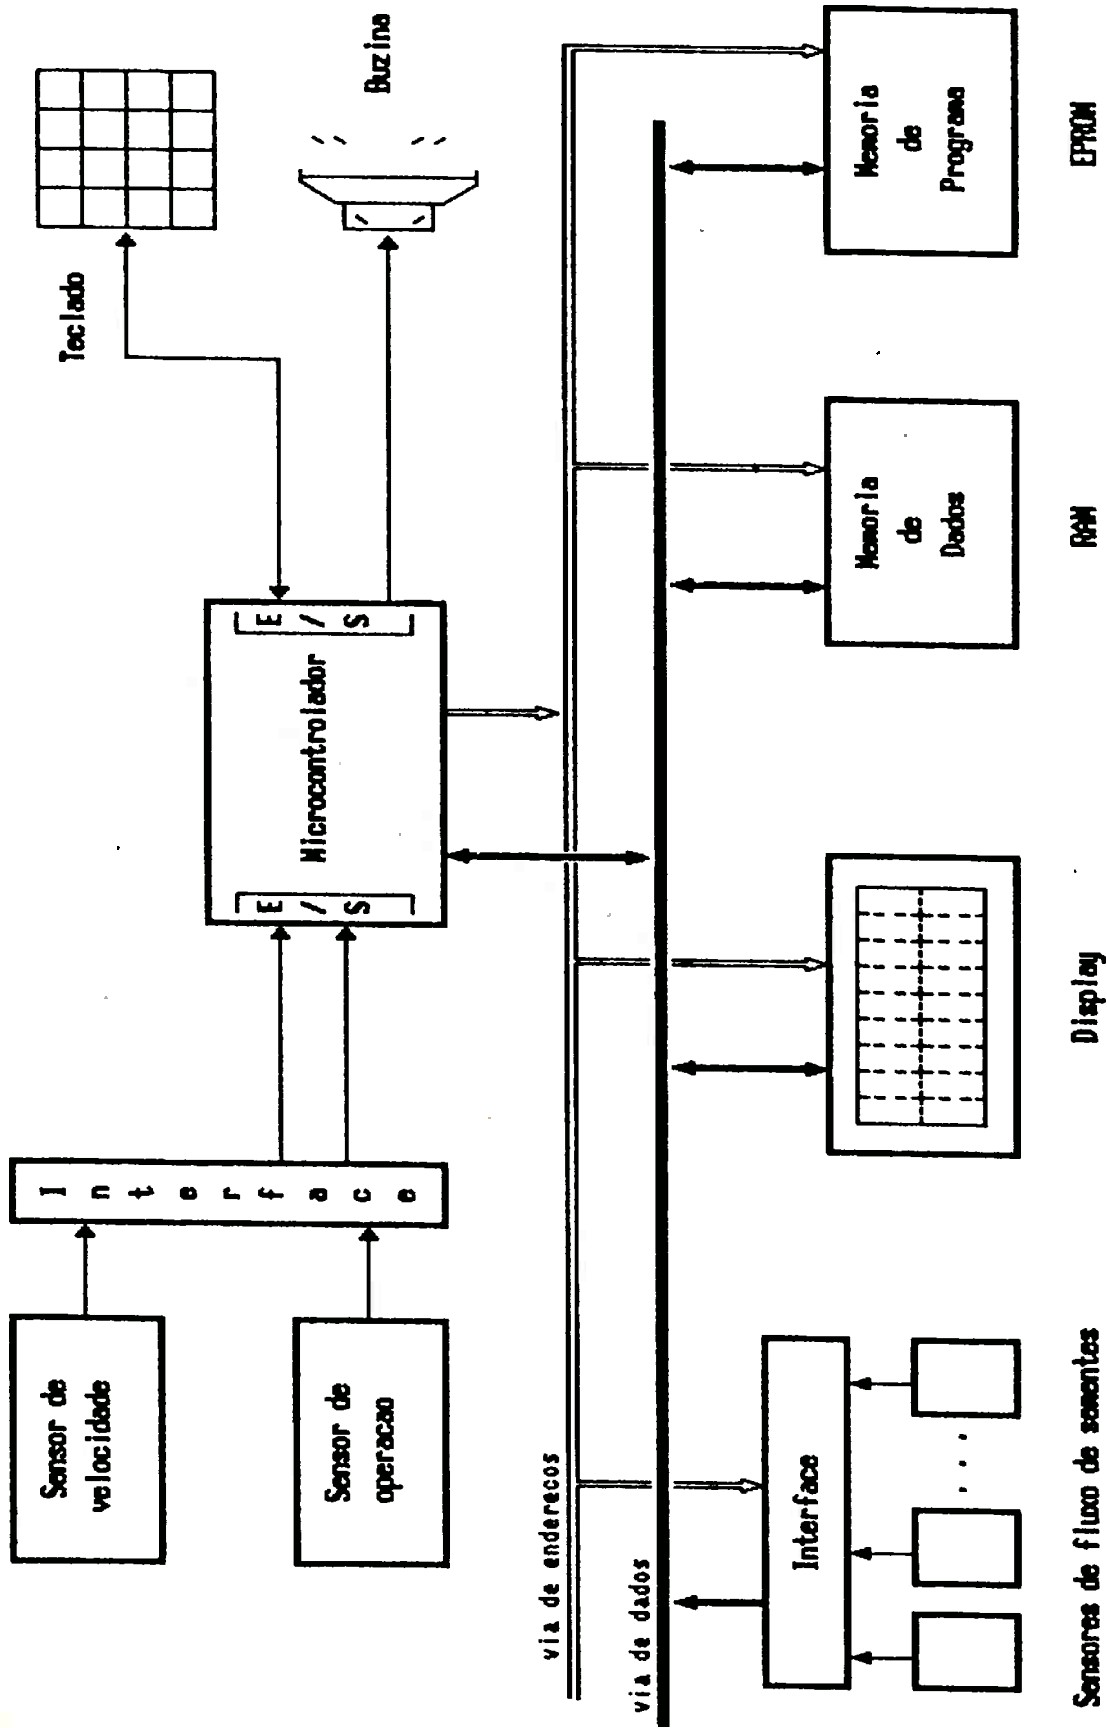 Sensor de
velocidade
Sensor de
operacao
Interface
E/S
Microcontrolador
E/S
Teclado
Buzina
via de enderecos
via de dados
Interface
Memoria
de
Dados
Memoria
de
Programa
Sensores de fluxo de sementes
Display
RAM
EPROM